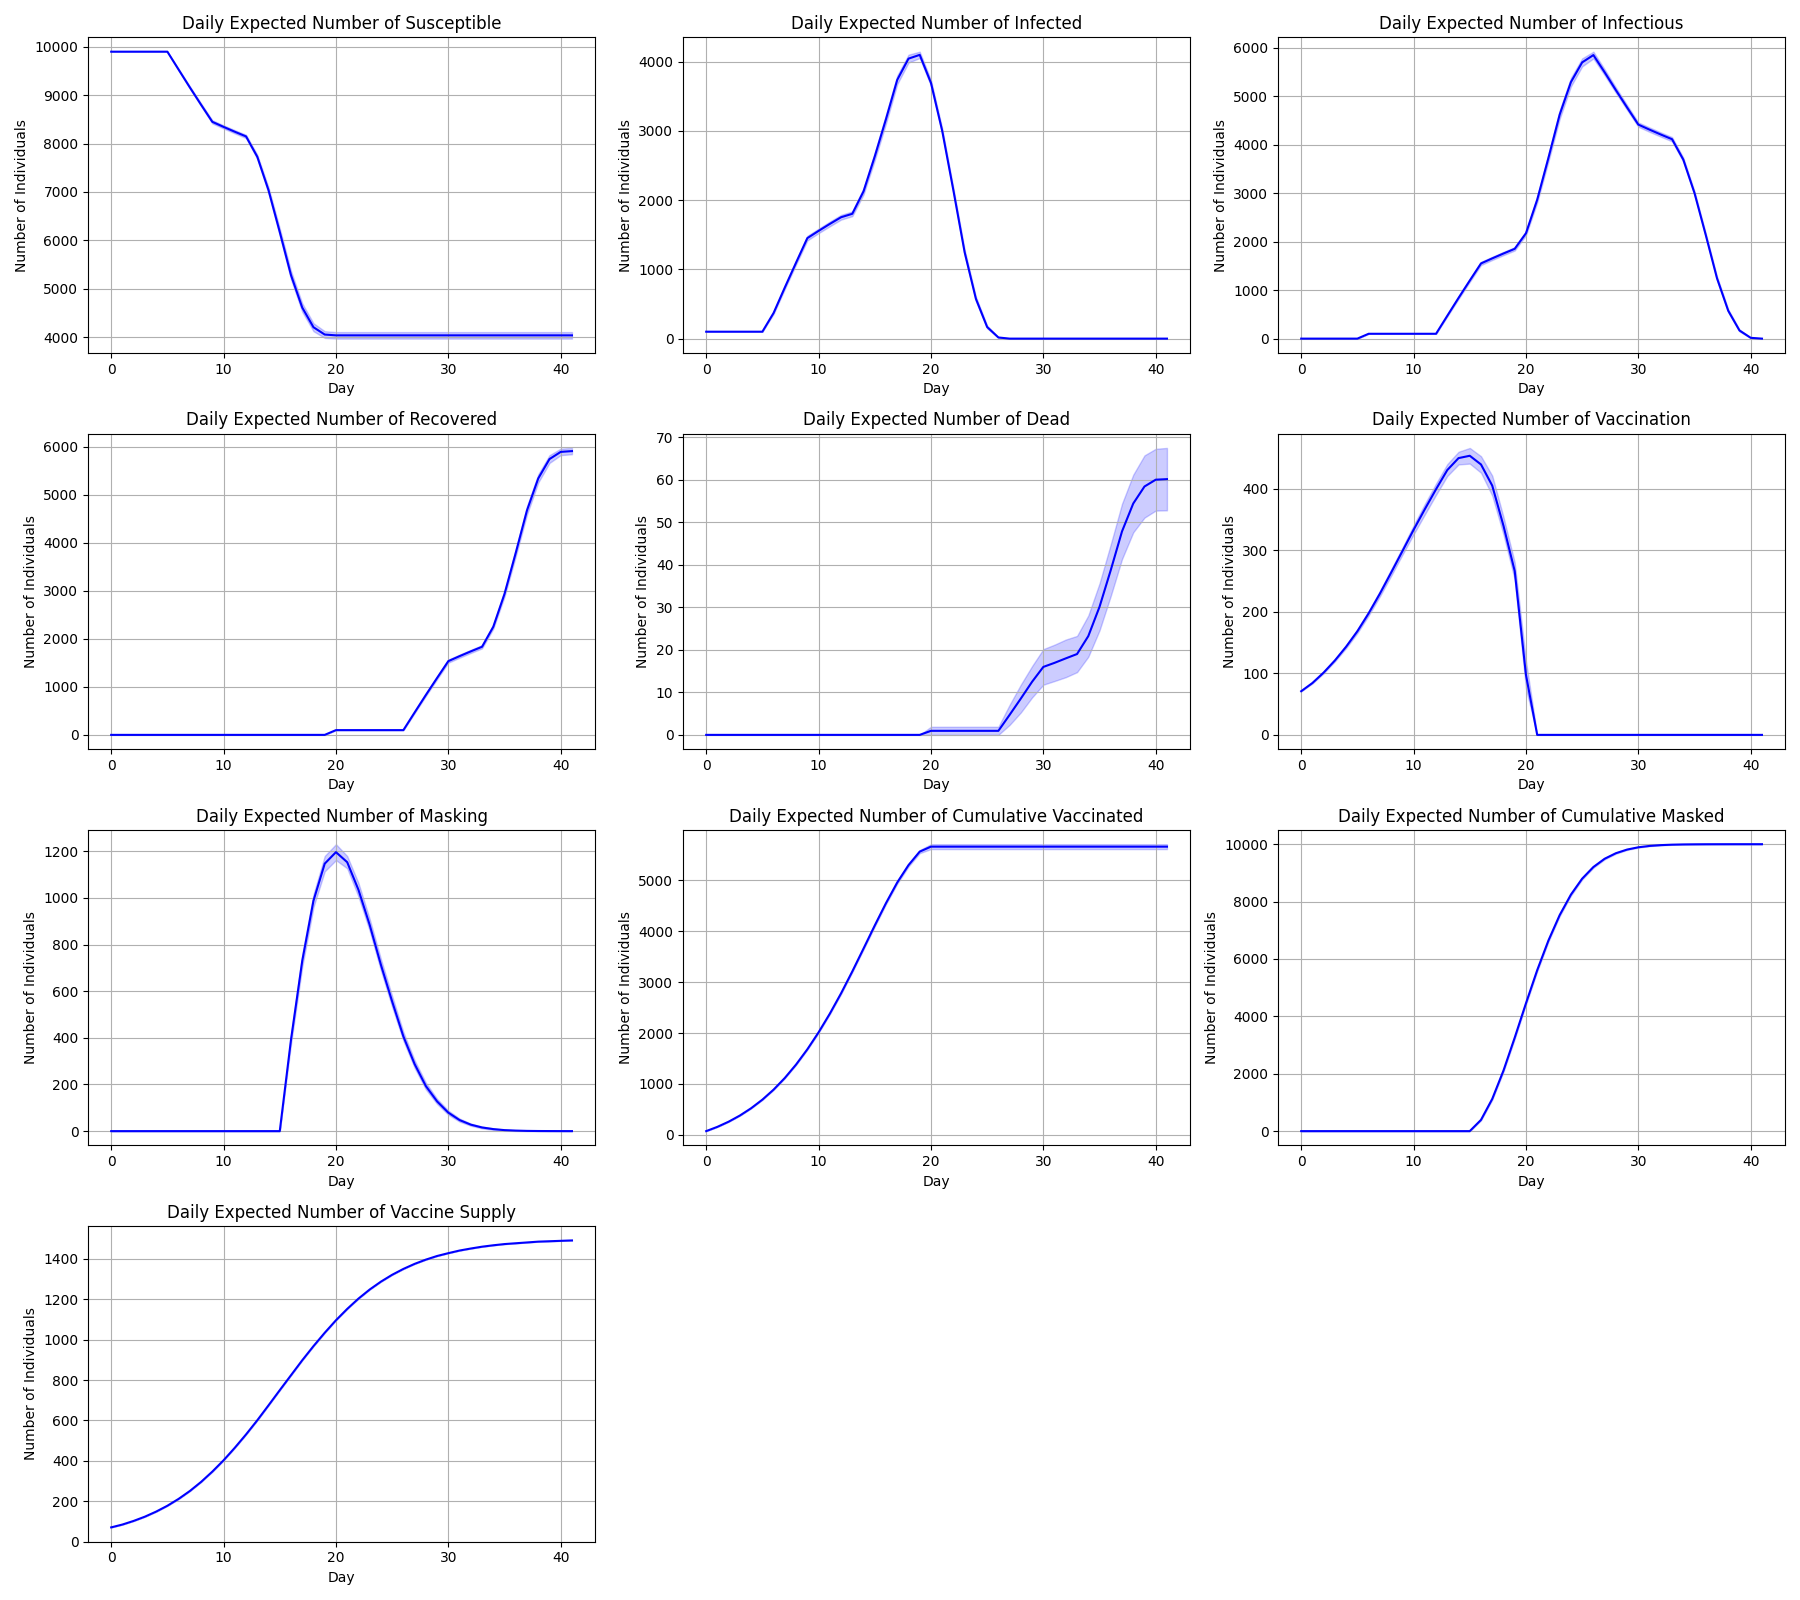 Daily Expected Number of Susceptible
Number of Individuals
10000
9000
8000
7000
6000
5000
4000
0 10 20 30 40
Day
Daily Expected Number of Infected
Number of Individuals
4000
3000
2000
1000
0
0 10 20 30 40
Day
Daily Expected Number of Infectious
Number of Individuals
6000
5000
4000
3000
2000
1000
0
0 10 20 30 40
Day
Daily Expected Number of Recovered
Number of Individuals
6000
5000
4000
3000
2000
1000
0
0 10 20 30 40
Day
Daily Expected Number of Dead
Number of Individuals
70
60
50
40
30
20
10
0
0 10 20 30 40
Day
Daily Expected Number of Vaccination
Number of Individuals
400
300
200
100
0
0 10 20 30 40
Day
Daily Expected Number of Masking
Number of Individuals
1200
1000
800
600
400
200
0
0 10 20 30 40
Day
Daily Expected Number of Cumulative Vaccinated
Number of Individuals
5000
4000
3000
2000
1000
0
0 10 20 30 40
Day
Daily Expected Number of Cumulative Masked
Number of Individuals
10000
8000
6000
4000
2000
0
0 10 20 30 40
Day
Daily Expected Number of Vaccine Supply
Number of Individuals
1400
1200
1000
800
600
400
200
0
0 10 20 30 40
Day